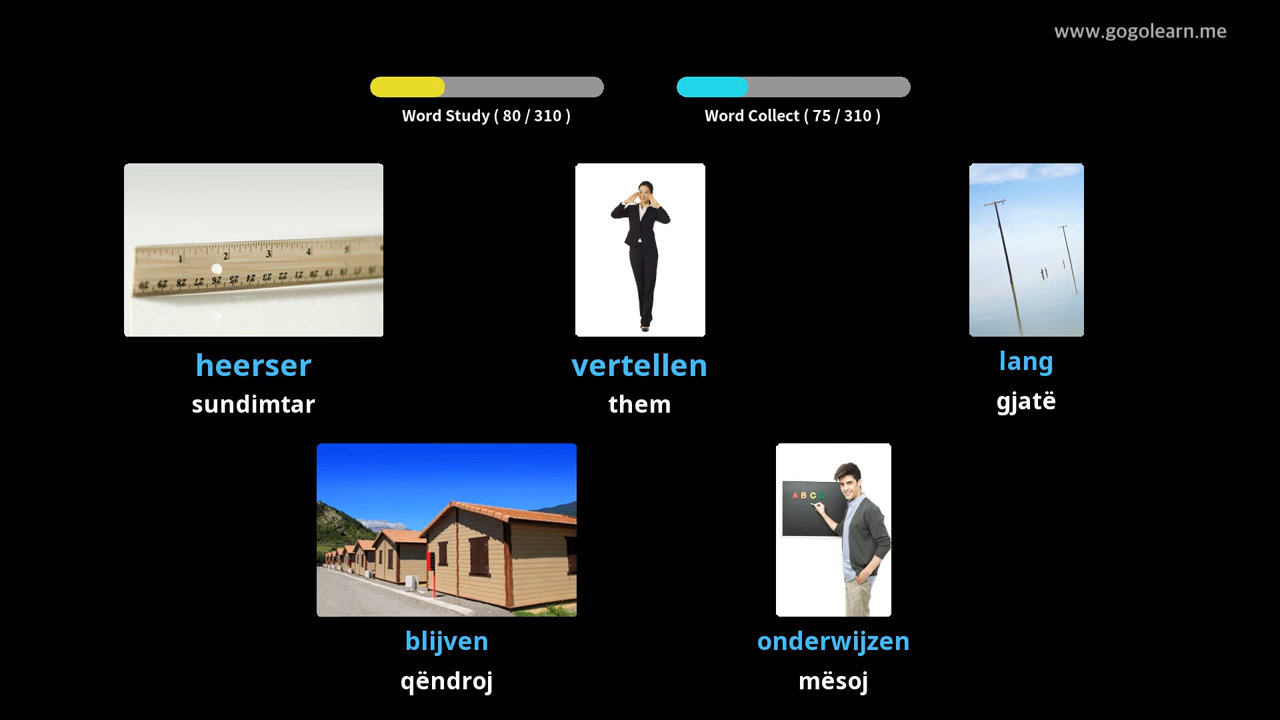 www.gogolearn.me
Word Study ( 80 / 310 )
Word Collect ( 75 / 310 )
heerser
sundimtar
vertellen
them
lang
gjatë
A B C D
blijven
qëndroj
onderwijzen
mësoj